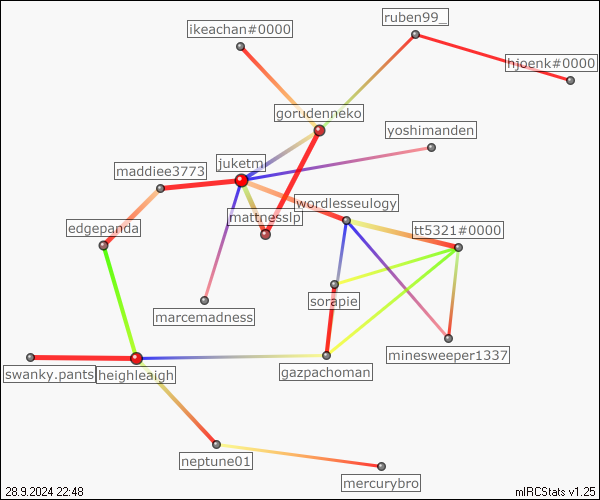 ruben99_
ikeachan#0000
hjoenk#0000
gorudenneko
yoshimanden
juketm
maddiee3773
wordlesseulogy
mattnesslp
edgepanda
tt5321#0000
sorapie
marcemadness
minesweeper1337
gazpachoman
swanky.pants
heighleaigh
neptune01
mercurybro
28.9.2024 22:48
mIRCStats v1.25